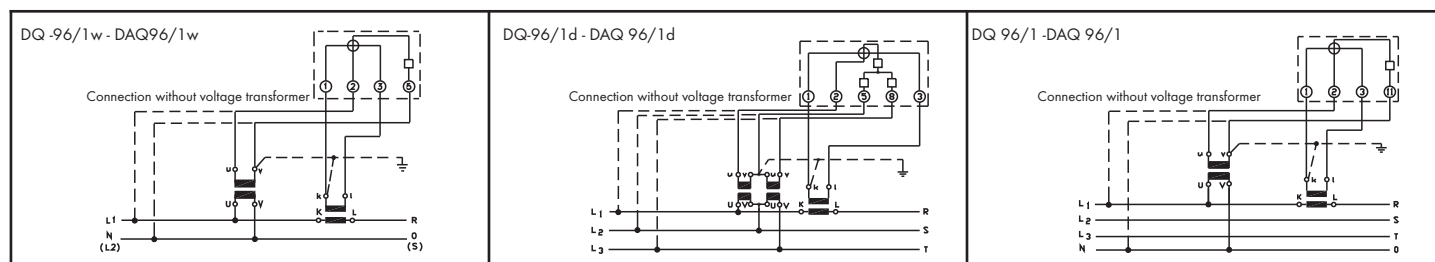 DQ -96/1w - DAQ96/1w
1 2 3 5
Connection without voltage transformer
u v
k l
U V
K L
L1 R
N O
(L2) (S)
DQ-96/1d - DAQ 96/1d
1 2 5 8 3
Connection without voltage transformer
u v u v
k l
U V U V
K L
L1 R
L2 S
L3 T
DQ 96/1 -DAQ 96/1
1 2 3 11
Connection without voltage transformer
u v
k l
U V
K L
L1 R
L2 S
L3 T
N O